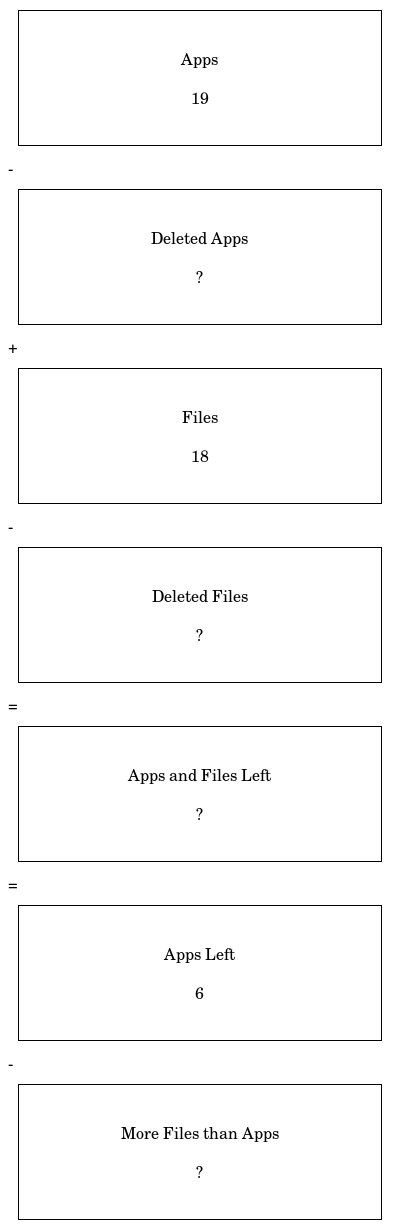 Apps
19
-
Deleted Apps
?
+
Files
18
-
Deleted Files
?
=
Apps and Files Left
?
=
Apps Left
6
-
More Files than Apps
?